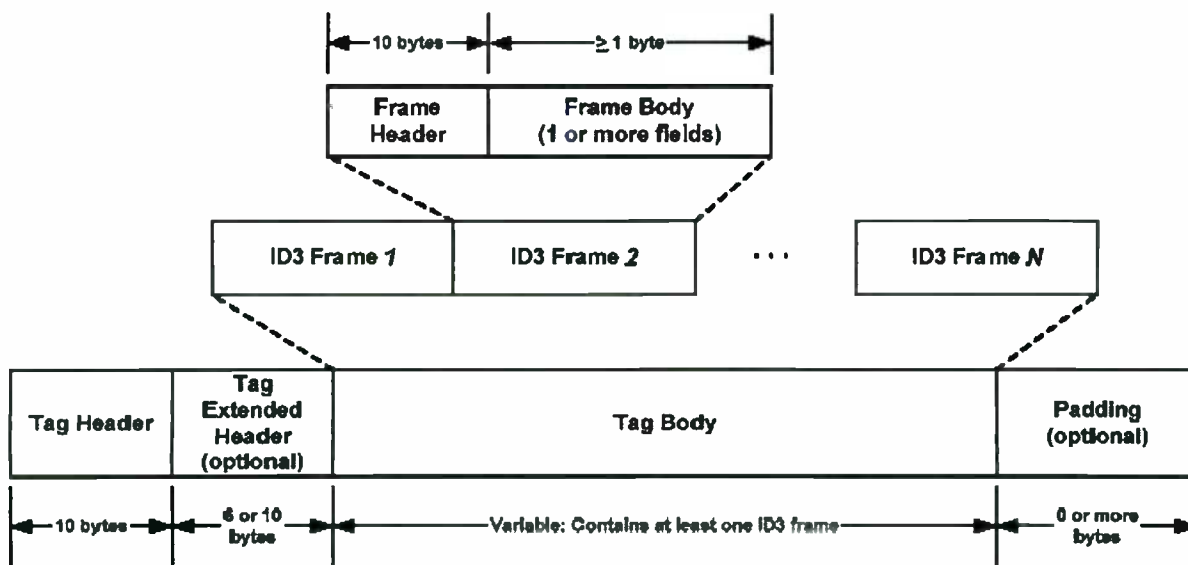 10 bytes
≥ 1 byte
Frame
Header
Frame Body
(1 or more fields)
ID3 Frame 1
ID3 Frame 2
...
ID3 Frame N
Tag Header
Tag
Extended
Header
(optional)
Tag Body
Padding
(optional)
10 bytes
6 or 10
bytes
Variable: Contains at least one ID3 frame
0 or more
bytes